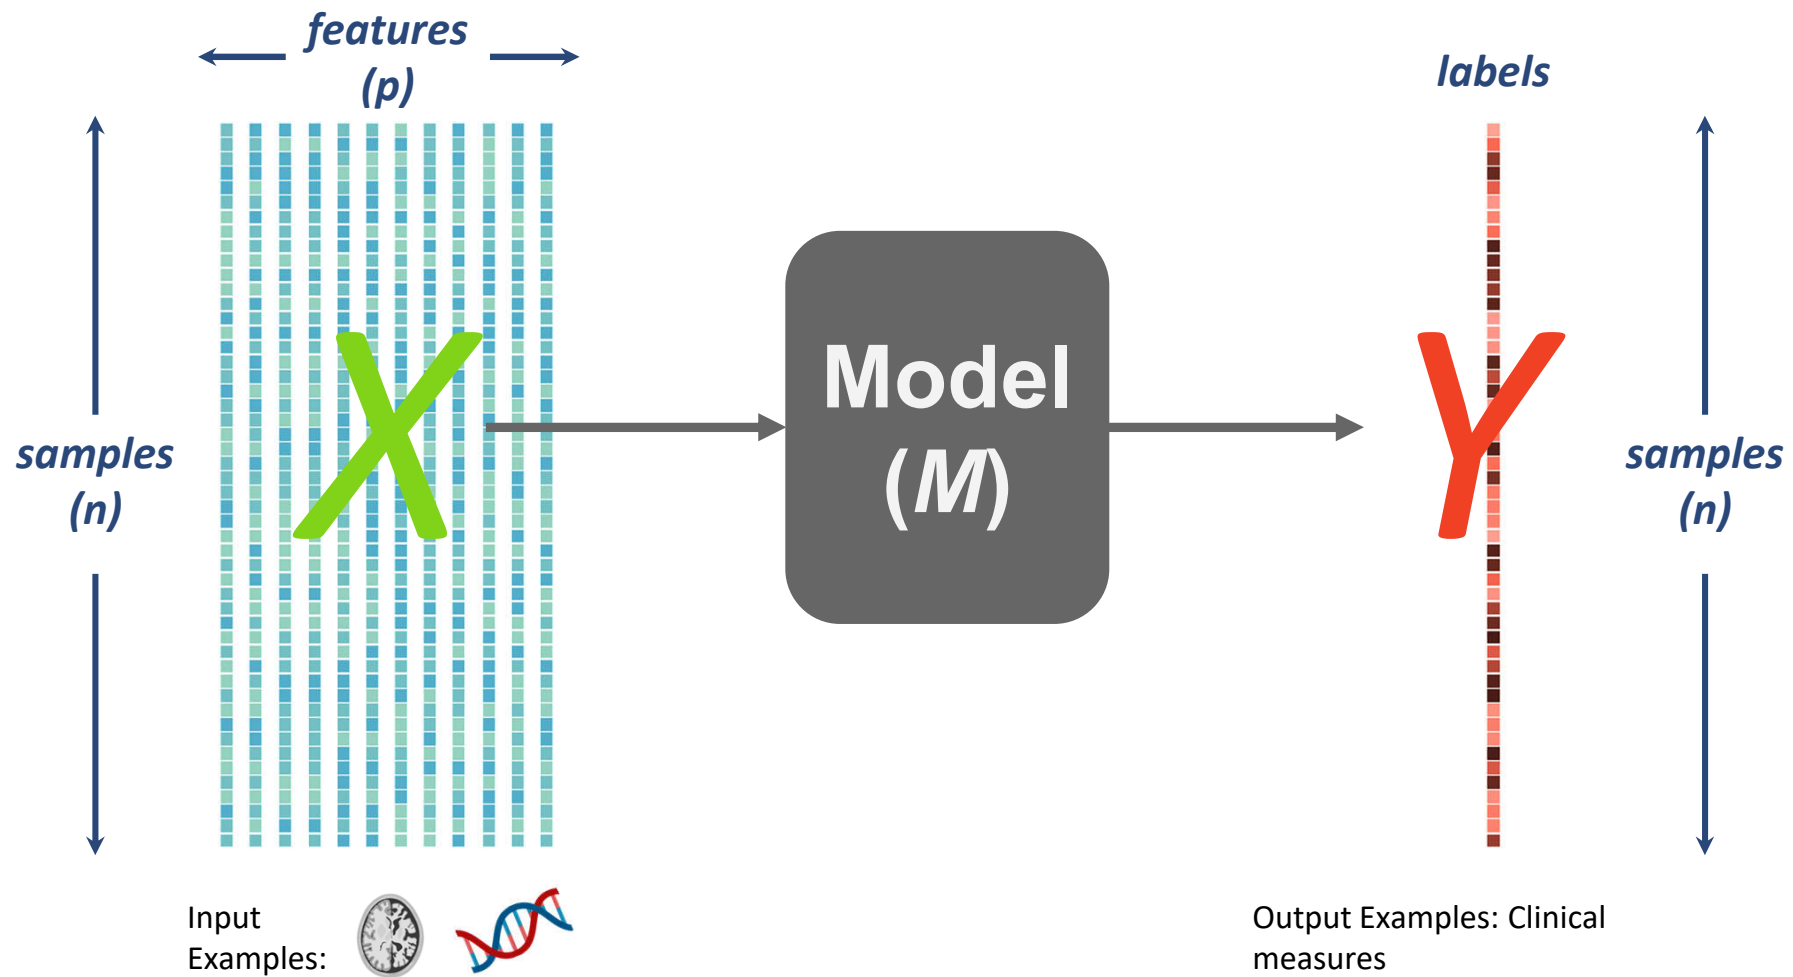 features
(p)
labels
samples
(n)
X
Model
(M)
Y
samples
(n)
Input
Examples:
Output Examples: Clinical
measures